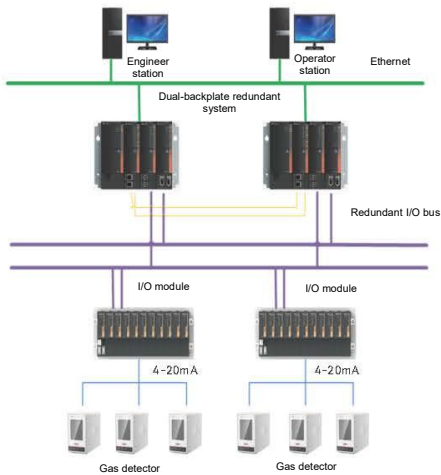 Engineer
station
Operator
station
Ethernet
Dual-backplate redundant
system
Redundant I/O bus
I/O module
I/O module
4-20mA
4-20mA
Gas detector
Gas detector